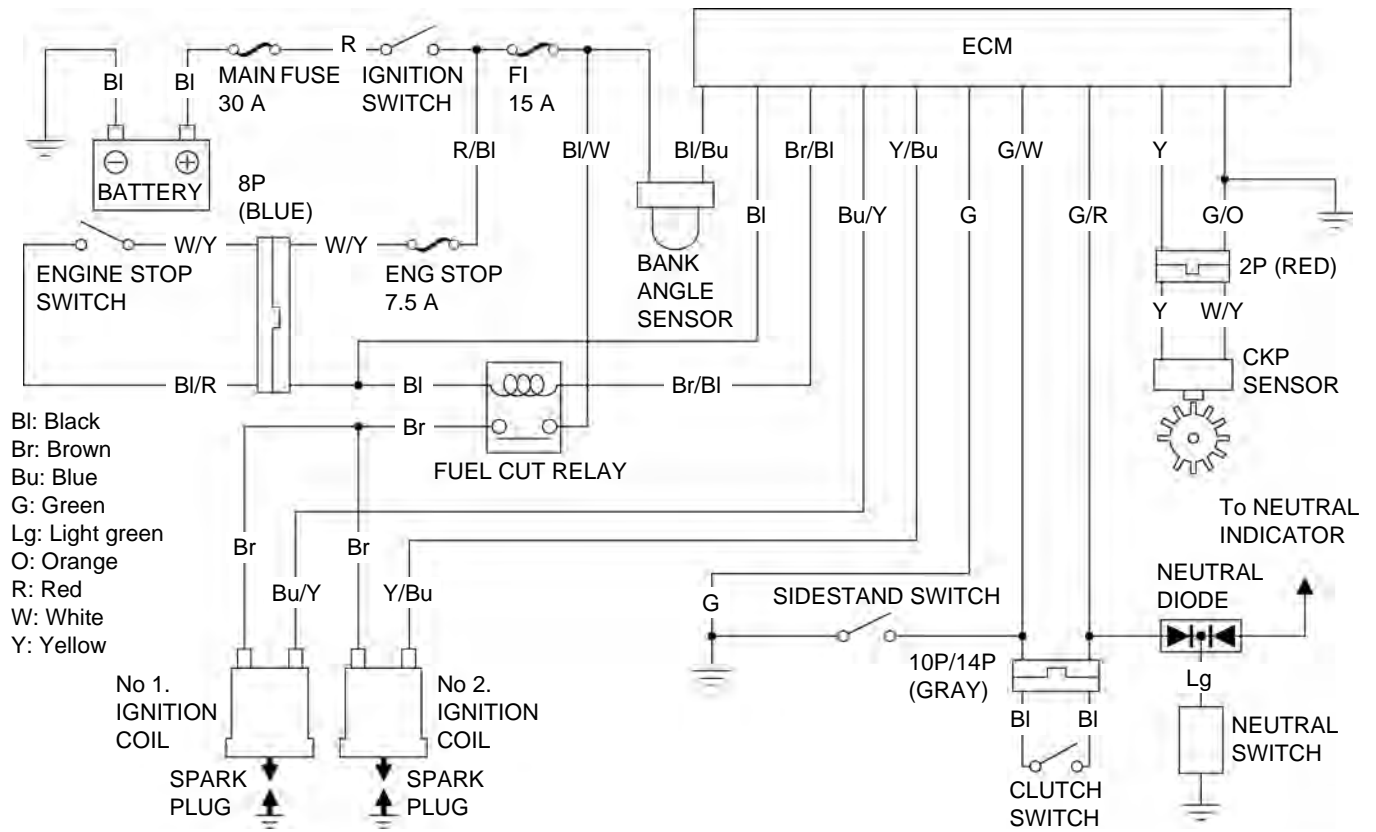 ECM
R
Bl
Bl
MAIN FUSE
30 A
IGNITION
SWITCH
FI
15 A
R/Bl
Bl/W
Bl/Bu
Br/Bl
Y/Bu
G/W
Y
BATTERY
8P
(BLUE)
Bl
Bu/Y
G
G/R
G/O
W/Y
W/Y
ENGINE STOP
SWITCH
ENG STOP
7.5 A
BANK
ANGLE
SENSOR
2P (RED)
Y
W/Y
CKP
SENSOR
Bl/R
Bl
Br/Bl
Br
FUEL CUT RELAY
Bl: Black
Br: Brown
Bu: Blue
G: Green
Lg: Light green
O: Orange
R: Red
W: White
Y: Yellow
To NEUTRAL
INDICATOR
Br
Br
Bu/Y
Y/Bu
G
SIDESTAND SWITCH
NEUTRAL
DIODE
10P/14P
(GRAY)
Lg
No 1.
IGNITION
COIL
No 2.
IGNITION
COIL
Bl
Bl
NEUTRAL
SWITCH
SPARK
PLUG
SPARK
PLUG
CLUTCH
SWITCH